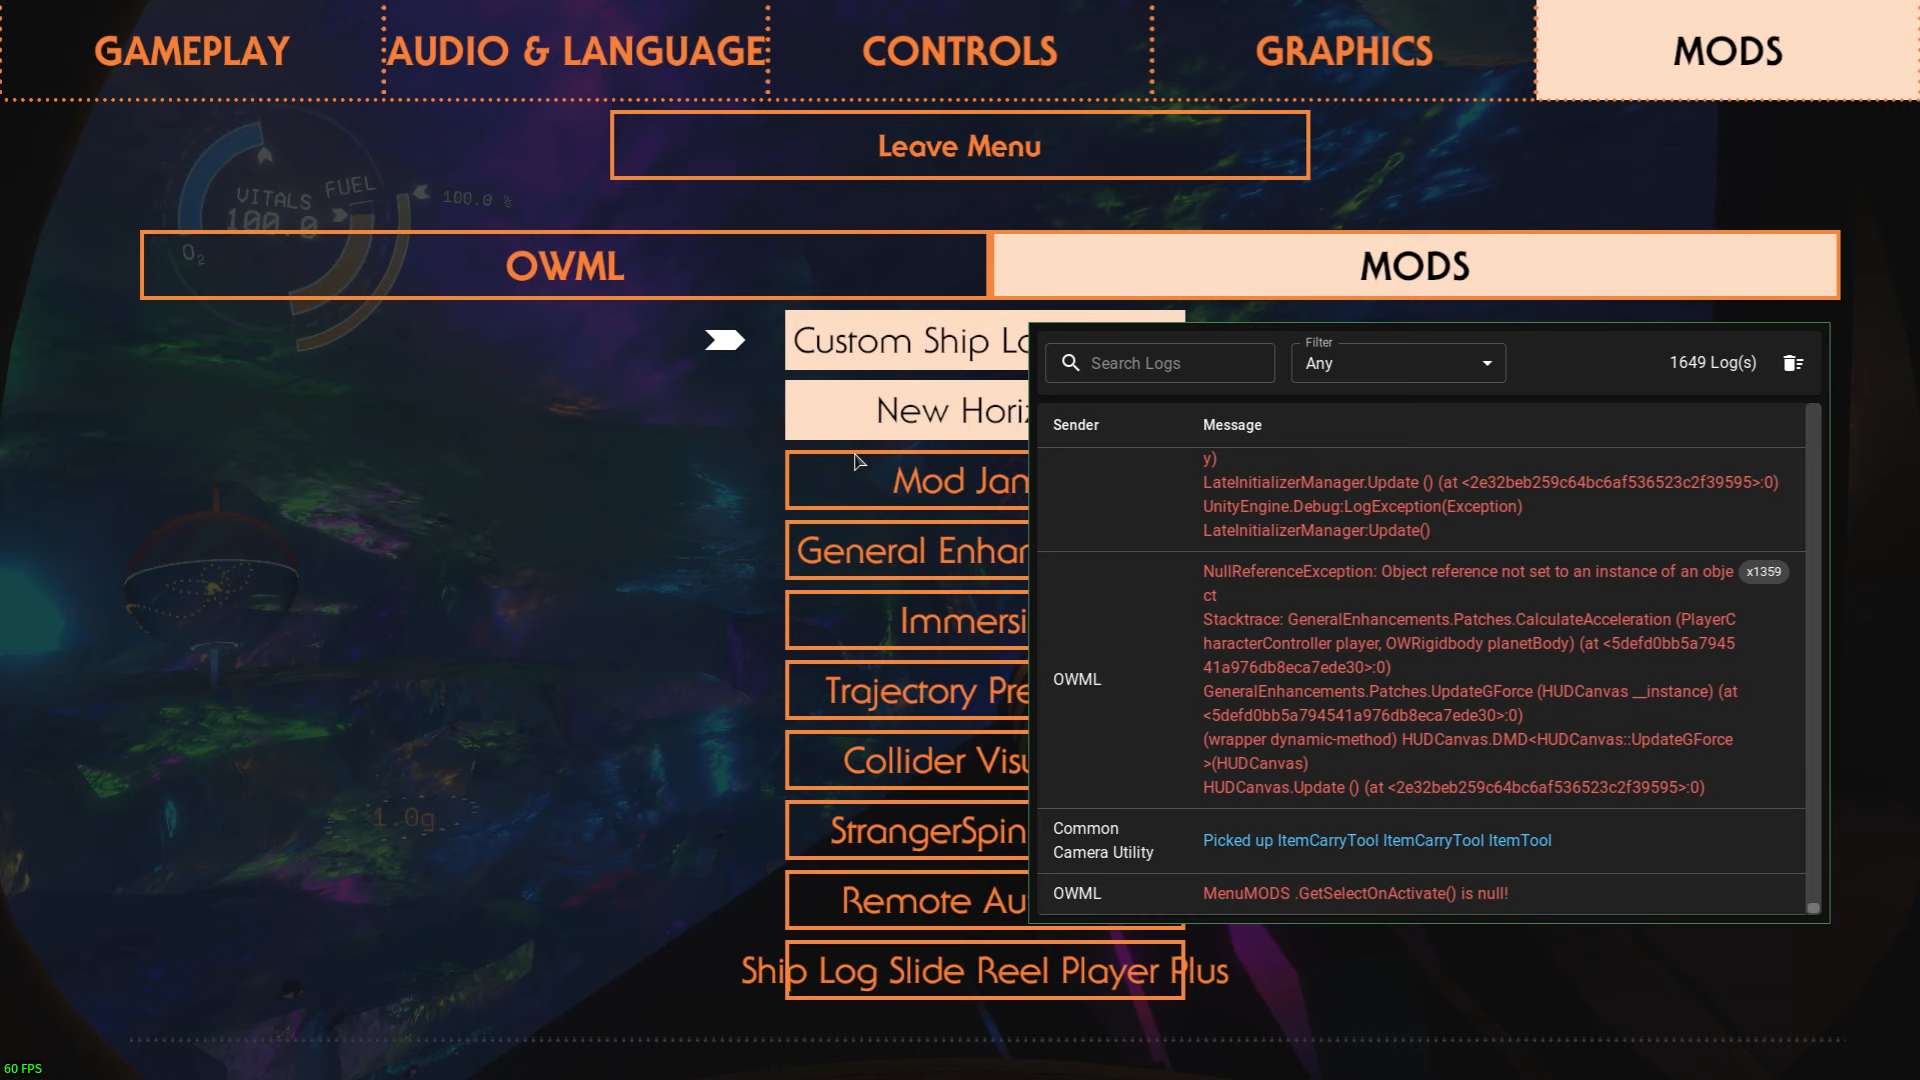 GAMEPLAY
AUDIO & LANGUAGE
CONTROLS
GRAPHICS
MODS
Leave Menu
VITALS
FUEL
100.0
100.0 %
O2
OWML
MODS
Custom Ship Lo
New Horiz
Mod Jam
General Enhan
Immersi
Trajectory Pre
Collider Visu
StrangerSpin
Remote Au
Ship Log Slide Reel Player Plus
1.0g
Search Logs
Filter
Any
1649 Log(s)
Sender
Message
y)
LateInitializerManager.Update () (at <2e32beb259c64bc6af536523c2f39595>:0)
UnityEngine.Debug:LogException(Exception)
LateInitializerManager:Update()
OWML
NullReferenceException: Object reference not set to an instance of an obje
ct
x1359
Stacktrace: GeneralEnhancements.Patches.CalculateAcceleration (PlayerC
haracterController player, OWRigidbody planetBody) (at <5defd0bb5a7945
41a976db8eca7ede30>:0)
GeneralEnhancements.Patches.UpdateGForce (HUDCanvas __instance) (at
<5defd0bb5a794541a976db8eca7ede30>:0)
(wrapper dynamic-method) HUDCanvas.DMD<HUDCanvas::UpdateGForce
>(HUDCanvas)
HUDCanvas.Update () (at <2e32beb259c64bc6af536523c2f39595>:0)
Common
Camera Utility
Picked up ItemCarryTool ItemCarryTool ItemTool
OWML
MenuMODS .GetSelectOnActivate() is null!
60 FPS